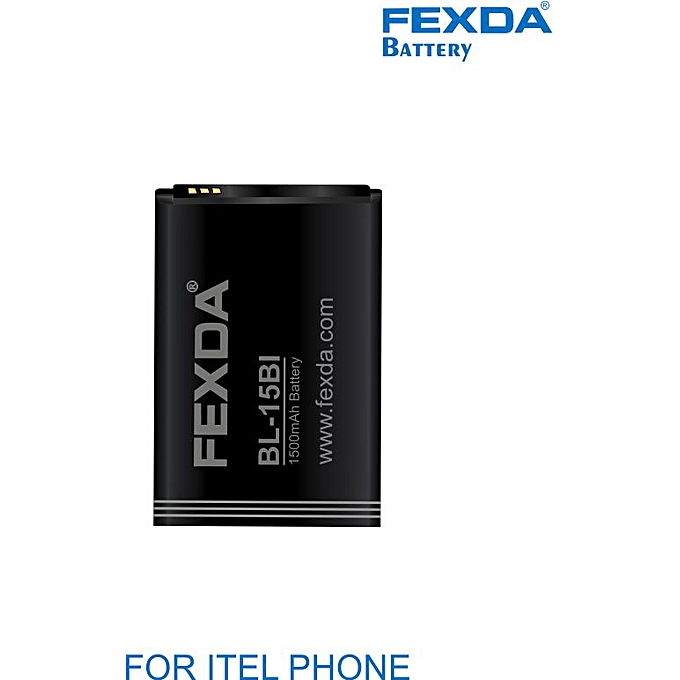 FEXDA®
BATTERY
FEXDA®
BL-15BI
1500mAh Battery
www.fexda.com
FOR ITEL PHONE